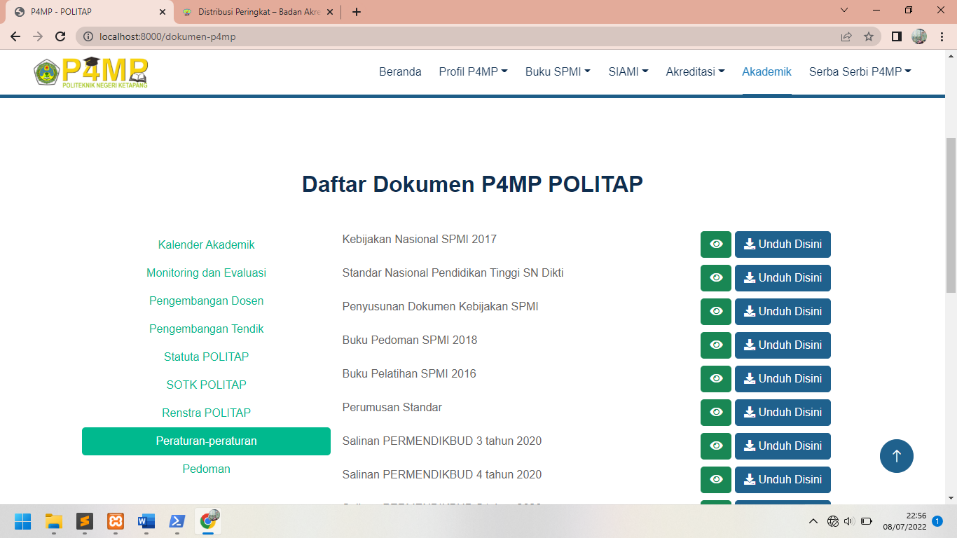 P4MP - POLITAP
Distribusi Peringkat – Badan Akre
localhost:8000/dokumen-p4mp
P4MP
POLITEKNIK NEGERI KETAPANG
Beranda Profil P4MP Buku SPMI SIAMI Akreditasi Akademik Serba Serbi P4MP
Daftar Dokumen P4MP POLITAP
Kalender Akademik
Monitoring dan Evaluasi
Pengembangan Dosen
Pengembangan Tendik
Statuta POLITAP
SOTK POLITAP
Renstra POLITAP
Peraturan-peraturan
Pedoman
Kebijakan Nasional SPMI 2017 Unduh Disini
Standar Nasional Pendidikan Tinggi SN Dikti Unduh Disini
Penyusunan Dokumen Kebijakan SPMI Unduh Disini
Buku Pedoman SPMI 2018 Unduh Disini
Buku Pelatihan SPMI 2016 Unduh Disini
Perumusan Standar Unduh Disini
Salinan PERMENDIKBUD 3 tahun 2020 Unduh Disini
Salinan PERMENDIKBUD 4 tahun 2020 Unduh Disini
22:56
08/07/2022
1